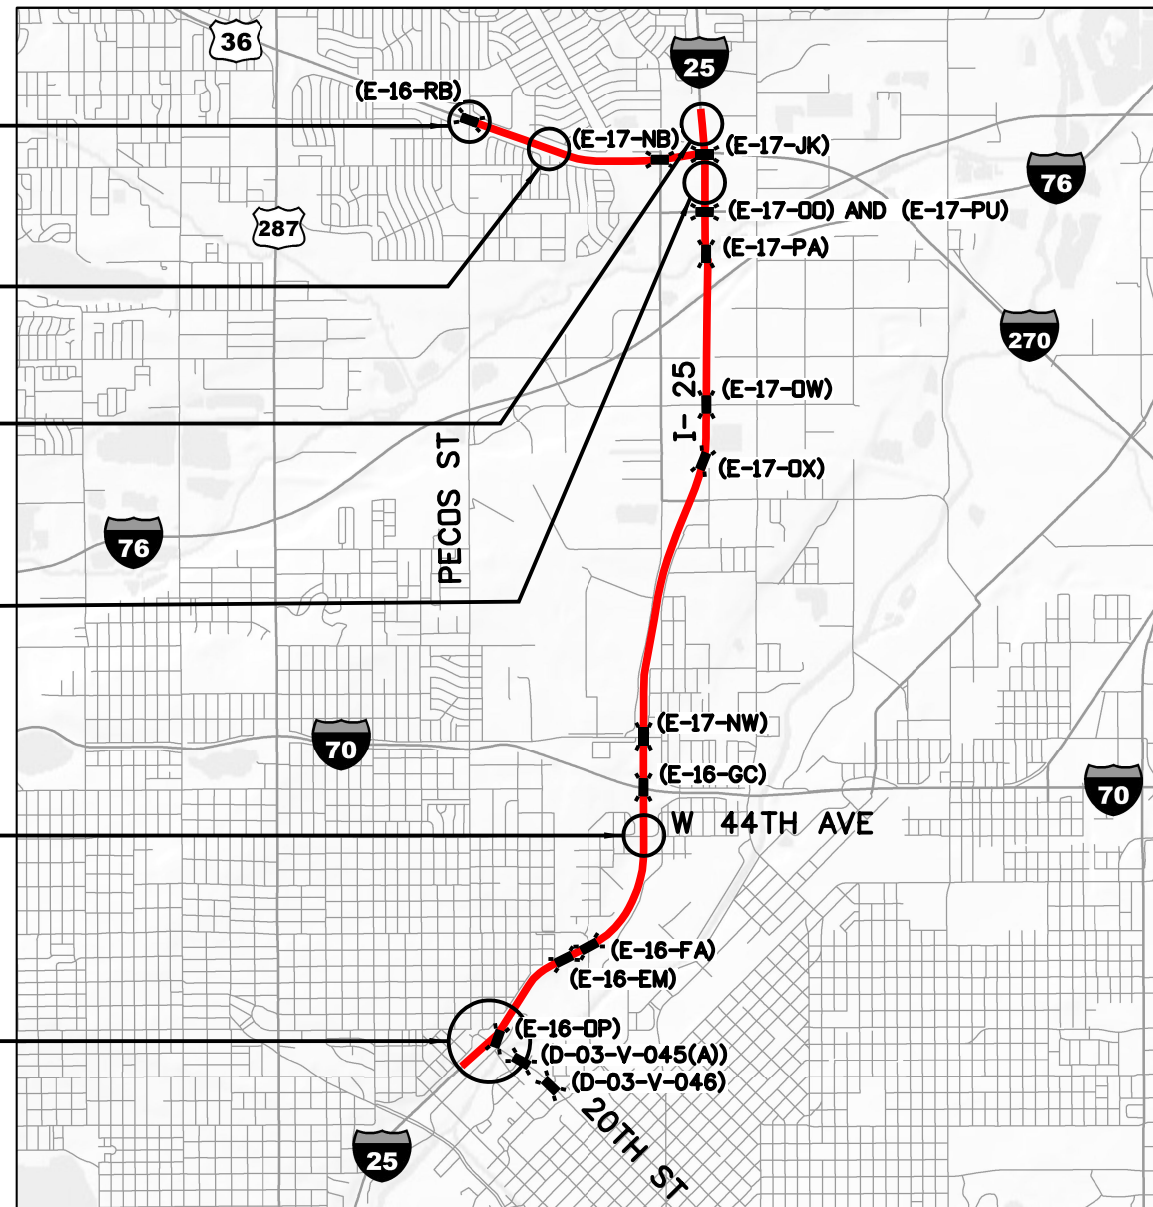 36
25
(E-16-RB)
(E-17-NB)
(E-17-JK)
76
(E-17-OO) AND (E-17-PU)
287
(E-17-PA)
270
I- 25
(E-17-OW)
PECOS ST
(E-17-OX)
76
(E-17-NW)
70
(E-16-GC)
70
W 44TH AVE
(E-16-FA)
(E-16-EM)
(E-16-OP)
(D-03-V-045(A))
(D-03-V-046)
20TH ST
25